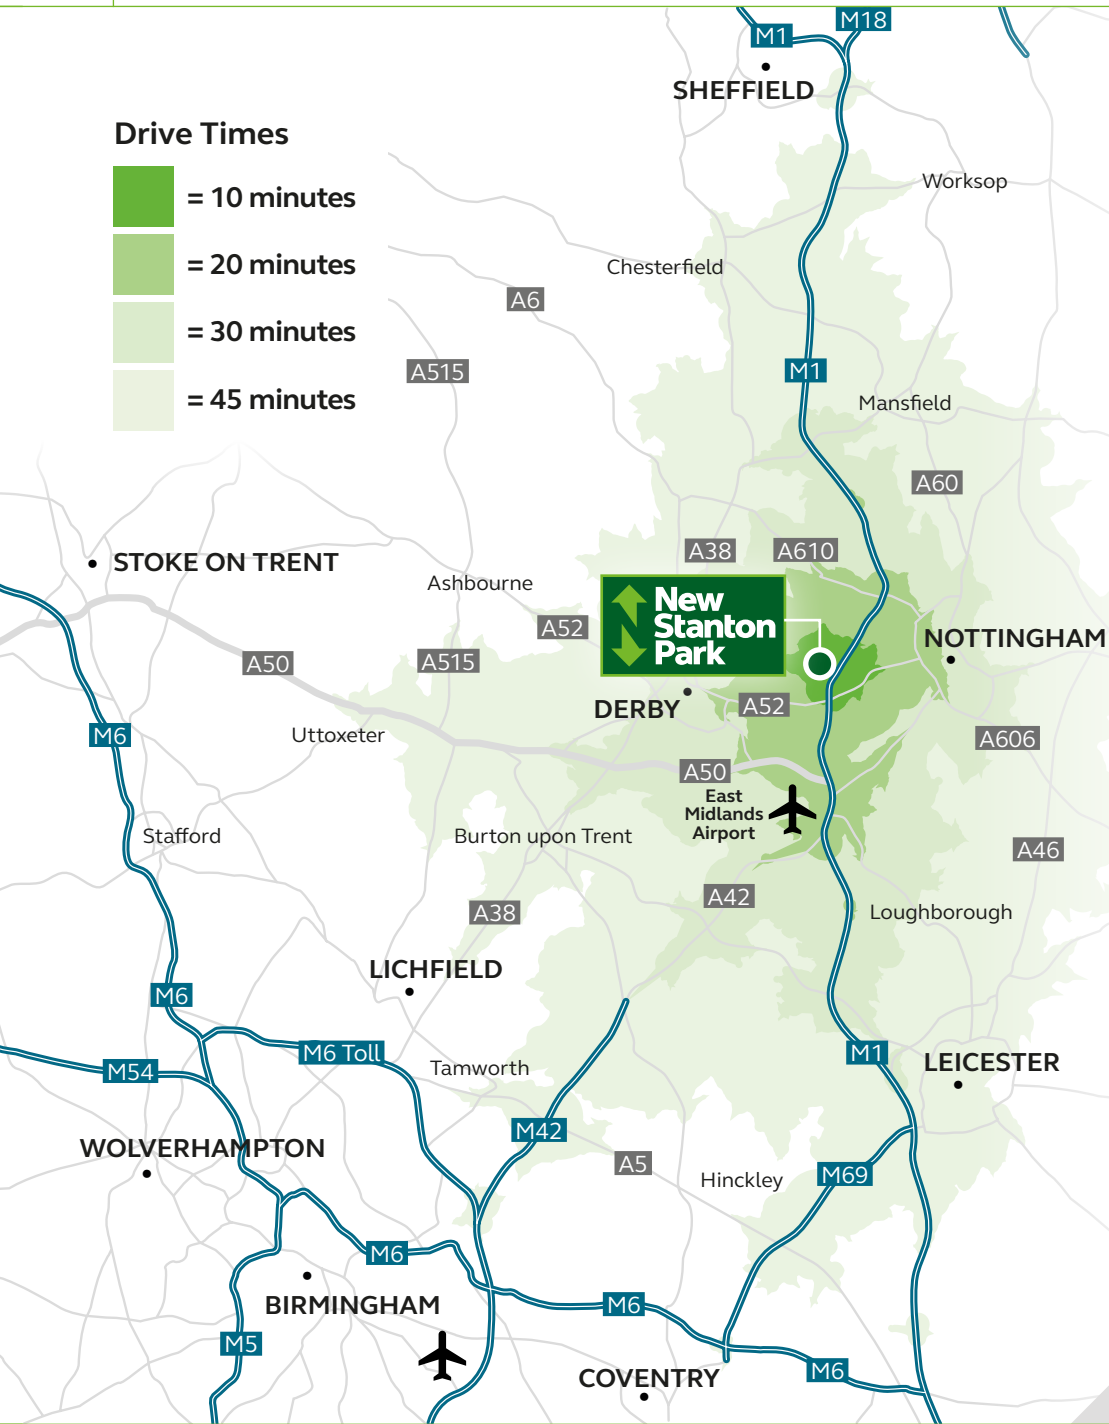 M1
M18
SHEFFIELD
Drive Times
= 10 minutes
= 20 minutes
= 30 minutes
= 45 minutes
Worksop
Chesterfield
A6
A515
M1
Mansfield
A60
A38
A610
STOKE ON TRENT
Ashbourne
A52
New
Stanton
Park
NOTTINGHAM
A50
A515
DERBY
A52
Uttoxeter
M6
A606
A50
East
Midlands
Airport
Stafford
Burton upon Trent
A46
A42
A38
Loughborough
LICHFIELD
M6
M6 Toll
M1
LEICESTER
M54
Tamworth
M42
WOLVERHAMPTON
A5
Hinckley
M69
M6
BIRMINGHAM
M6
M5
COVENTRY
M6